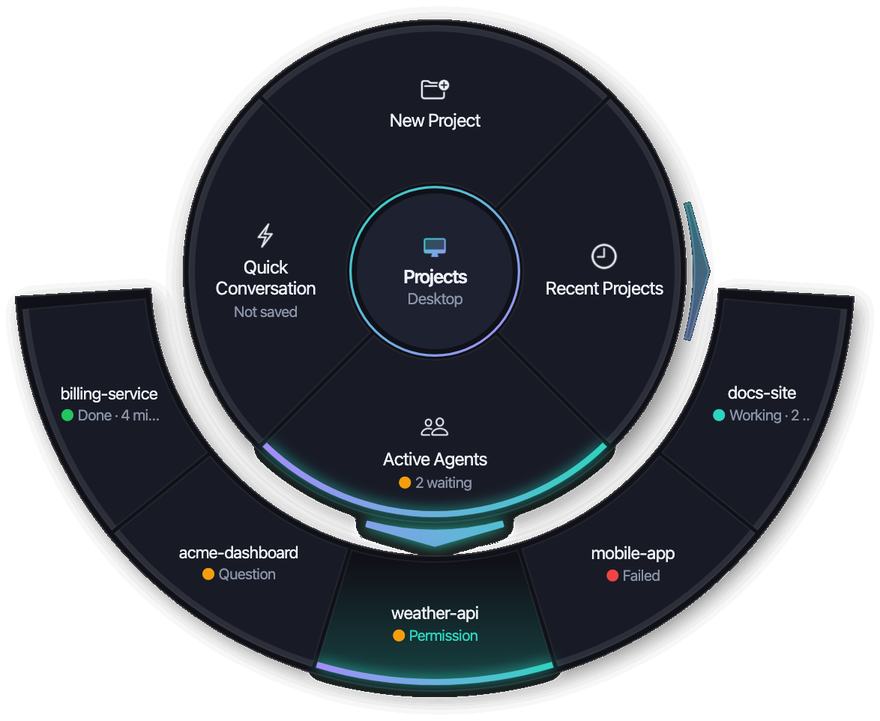 New Project
Quick
Conversation
Not saved
Projects
Desktop
Recent Projects
Active Agents
2 waiting
billing-service
Done · 4 mi...
docs-site
Working · 2 ..
acme-dashboard
Question
mobile-app
Failed
weather-api
Permission